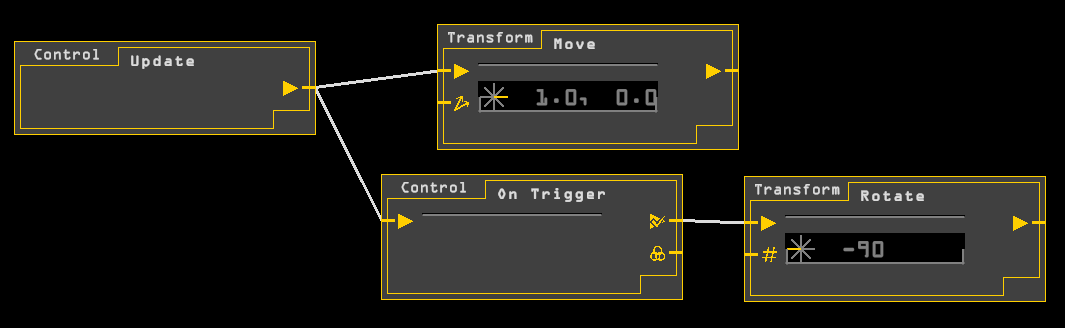 Control Update
Transform Move
1.0, 0.0
Control On Trigger
Transform Rotate
# -90